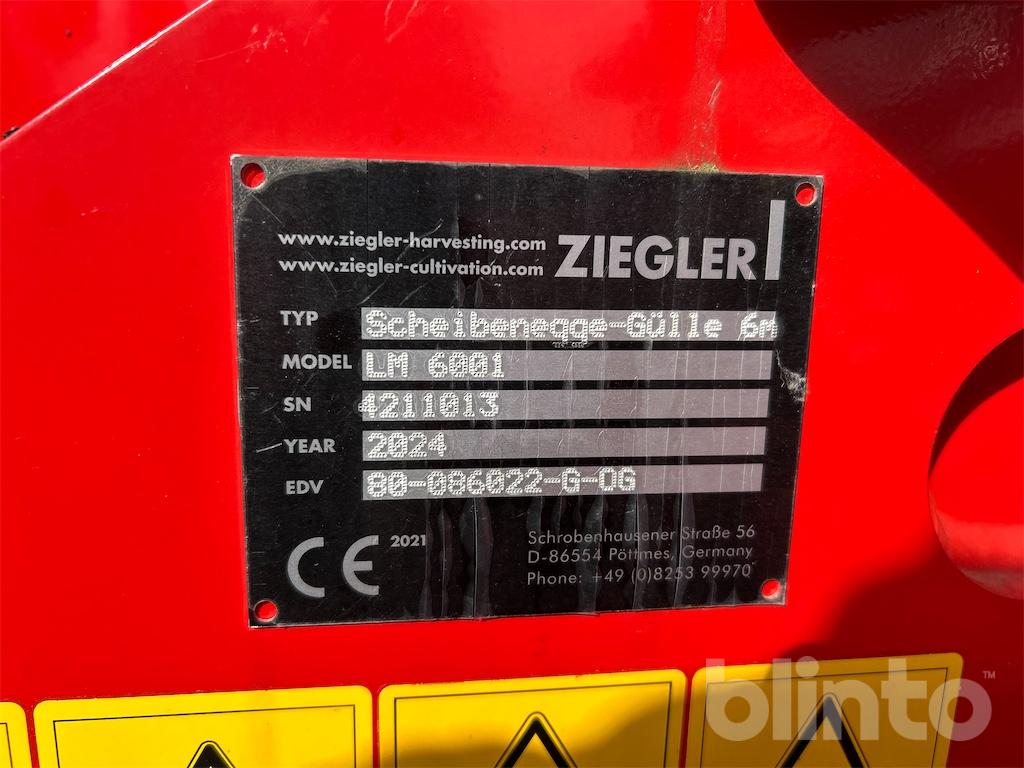 www.ziegler-harvesting.com
www.ziegler-cultivation.com
ZIEGLER
TYP Scheibenegge-Gülle 6m
MODEL LM 6001
SN 4211013
YEAR 2024
EDV 80-086022-G-OG
CE 2021
Schrobenhausener Straße 56
D-86554 Pöttmes, Germany
Phone: +49 (0)8253 99970
blinto™